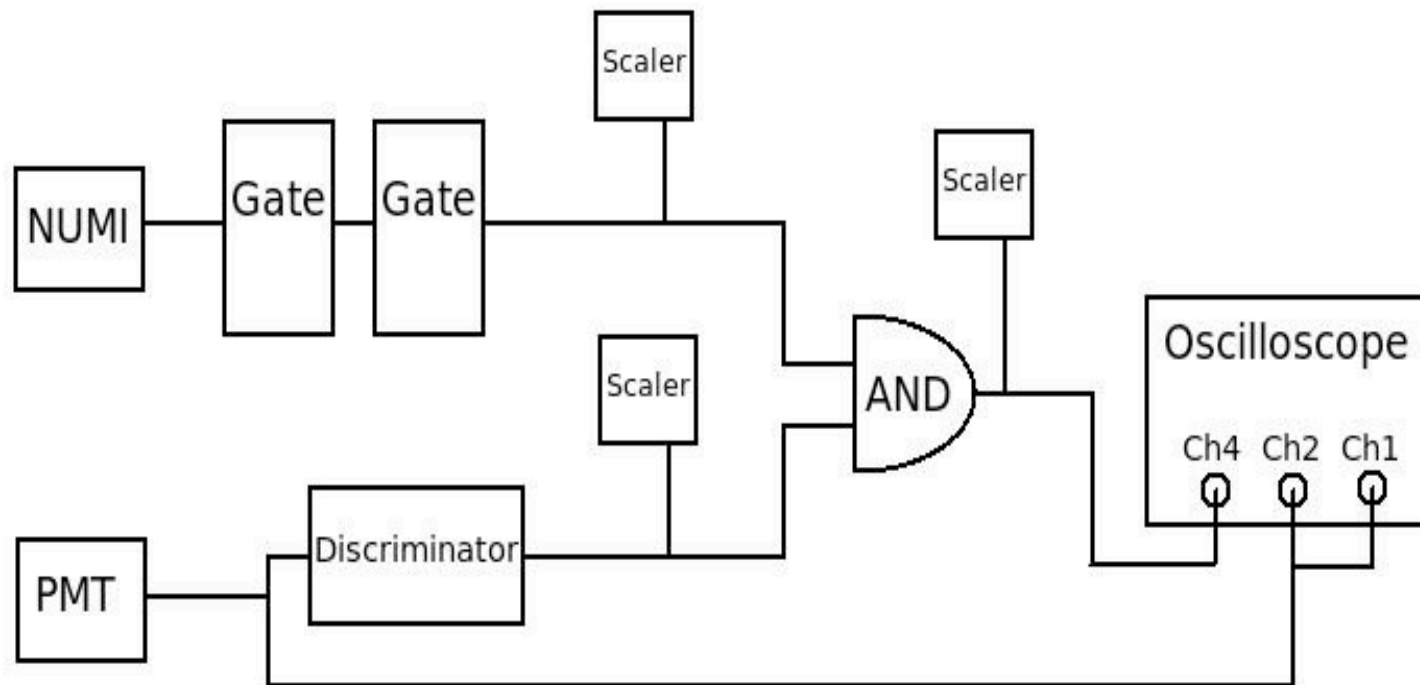 Scaler
Scaler
Gate
Gate
NUMI
Oscilloscope
Scaler
AND
Ch4
Ch2
Ch1
Discriminator
PMT